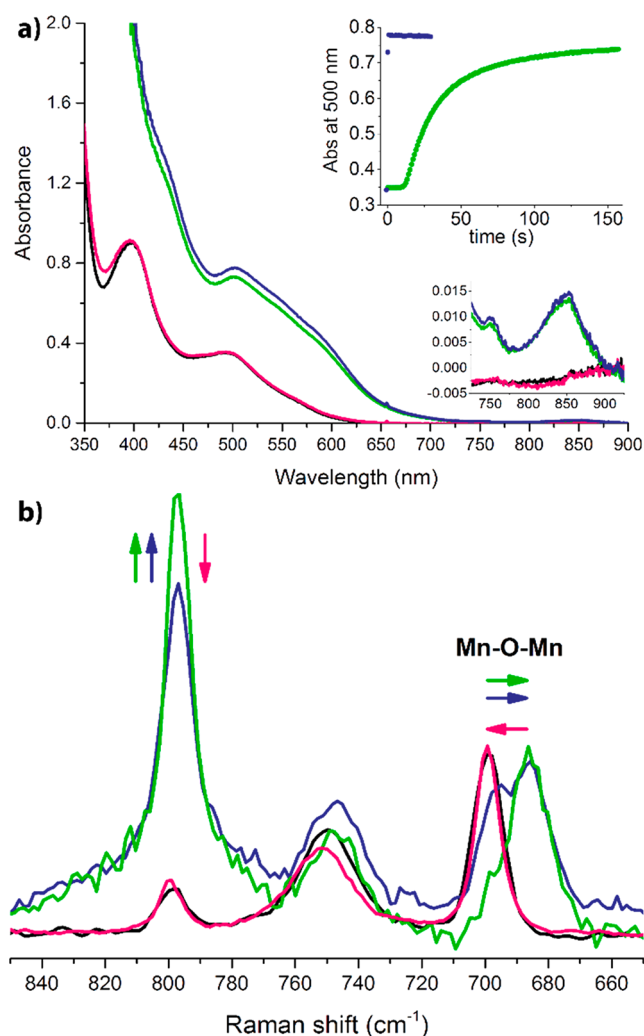 a)
2.0
1.6
1.2
0.8
0.4
0.0
Absorbance
350 400 450 500 550 600 650 700 750 800 850 900
Wavelength (nm)
0.8
0.7
0.6
0.5
0.4
0.3
Abs at 500 nm
0 50 100 150
time (s)
0.015
0.010
0.005
0.000
-0.005
750 800 850 900
b)
Mn-O-Mn
840 820 800 780 760 740 720 700 680 660
Raman shift (cm⁻¹)